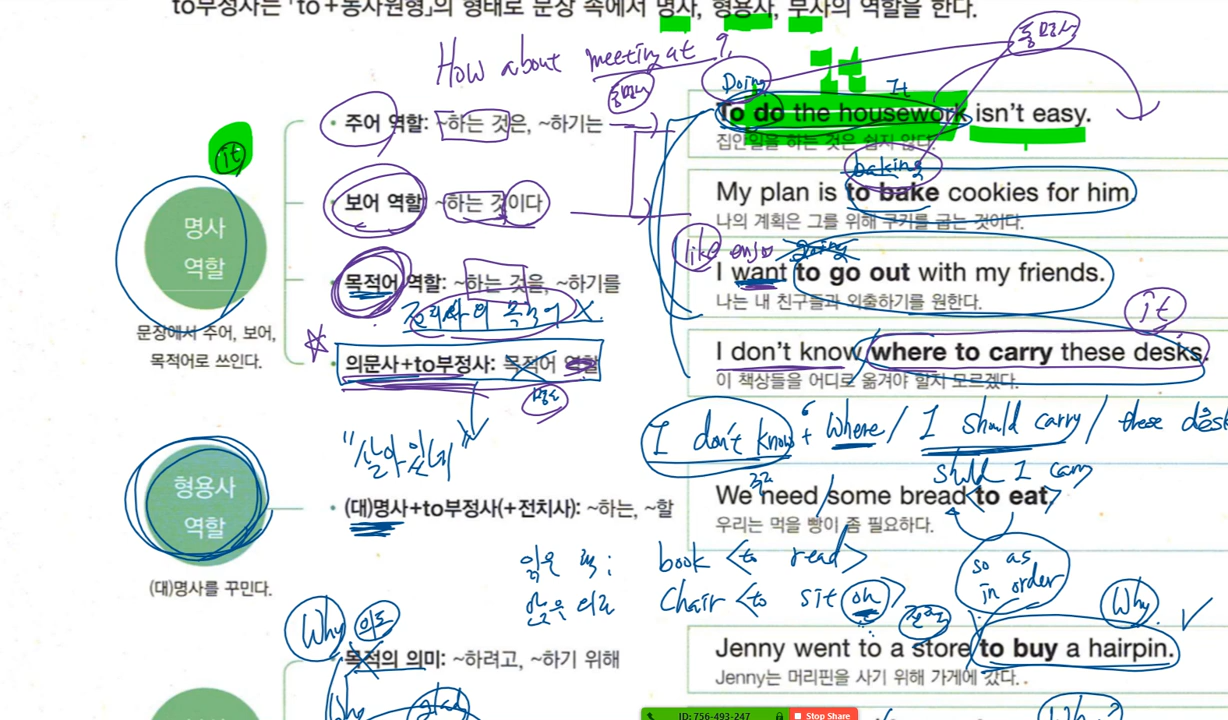 to부정사는 「to+동사원형」의 형태로 문장 속에서 명사, 형용사, 부사의 역할을 한다.
How about meeting at ?
동명사
동명사
Doing
It
it
• 주어 역할: ~하는 것은, ~하기는
To do the housework isn't easy.
집안일을 하는 것은 쉽지 않다.
baking
명사
역할
• 보어 역할: ~하는 것이다
My plan is to bake cookies for him.
나의 계획은 그를 위해 쿠키를 굽는 것이다.
like enjoy going
• 목적어 역할: ~하는 것을, ~하기를
I want to go out with my friends.
나는 내 친구들과 외출하기를 원한다.
전치사의 목적어 X
it
문장에서 주어, 보어,
목적어로 쓰인다.
• 의문사+to부정사: 목적어 역할
I don't know where to carry these desks.
이 책상들을 어디로 옮겨야 할지 모르겠다.
I don't know + where / I should carry / these desk
"살아있네"
should I carry
형용사
역할
• (대)명사+to부정사(+전치사): ~하는, ~할
We need some bread to eat.
우리는 먹을 빵이 좀 필요하다.
(대)명사를 꾸민다.
읽을 책; book <to read>
앉을 의자 Chair <to sit on>
so as
in order
Why
Why 의도
• 목적의 의미: ~하려고, ~하기 위해
Jenny went to a store to buy a hairpin.
Jenny는 머리핀을 사기 위해 가게에 갔다.
glad
Why?
ID: 756-493-247
Stop Share